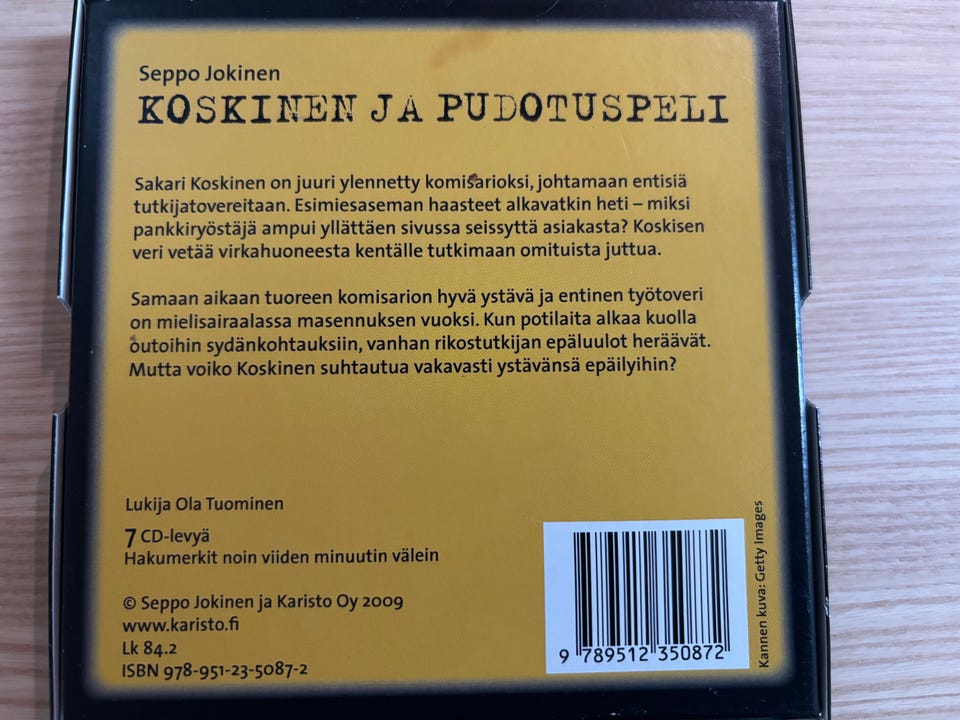 Seppo Jokinen
KOSKINEN JA PUDOTUSPELI
Sakari Koskinen on juuri ylennetty komisarioksi, johtamaan entisiä
tutkijatovereitaan. Esimiesaseman haasteet alkavatkin heti – miksi
pankkiryöstäjä ampui yllättäen sivussa seissyttä asiakasta? Koskisen
veri vetää virkahuoneesta kentälle tutkimaan omituista juttua.
Samaan aikaan tuoreen komisarion hyvä ystävä ja entinen työtoveri
on mielisairaalassa masennuksen vuoksi. Kun potilaita alkaa kuolla
outoihin sydänkohtauksiin, vanhan rikostutkijan epäluulot heräävät.
Mutta voiko Koskinen suhtautua vakavasti ystävänsä epäilyihin?
Lukija Ola Tuominen
7 CD-levyä
Hakumerkit noin viiden minuutin välein
© Seppo Jokinen ja Karisto Oy 2009
www.karisto.fi
Lk 84.2
ISBN 978-951-23-5087-2
9 789512 350872
Kannen kuva: Getty Images